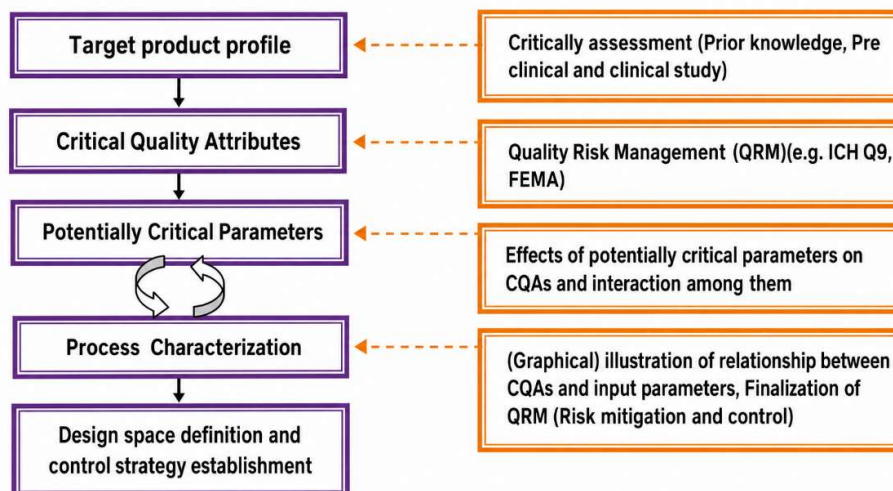 Target product profile
Critically assessment (Prior knowledge, Pre
clinical and clinical study)
Critical Quality Attributes
Quality Risk Management (QRM)(e.g. ICH Q9,
FEMA)
Potentially Critical Parameters
Effects of potentially critical parameters on
CQAs and interaction among them
Process Characterization
(Graphical) illustration of relationship between
CQAs and input parameters, Finalization of
QRM (Risk mitigation and control)
Design space definition and
control strategy establishment